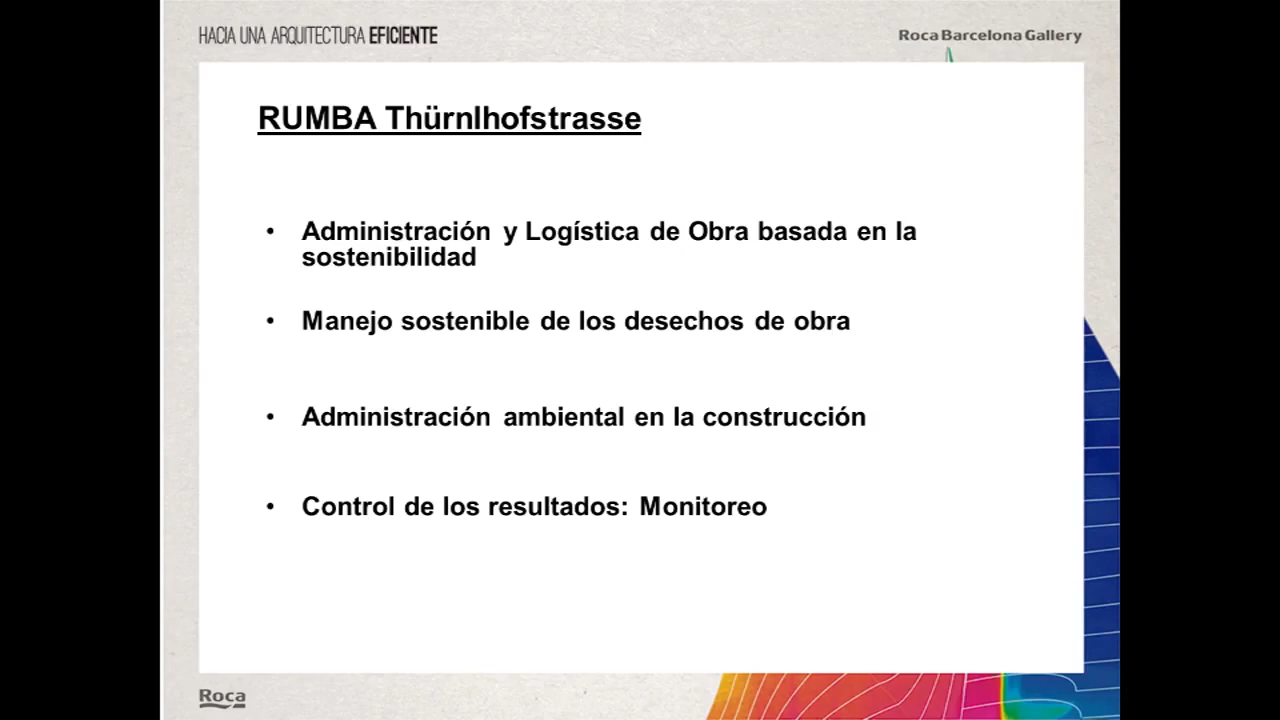 HACIA UNA ARQUITECTURA EFICIENTE
Roca Barcelona Gallery
RUMBA Thürnlhofstrasse
• Administración y Logística de Obra basada en la
sostenibilidad
• Manejo sostenible de los desechos de obra
• Administración ambiental en la construcción
• Control de los resultados: Monitoreo
Roca